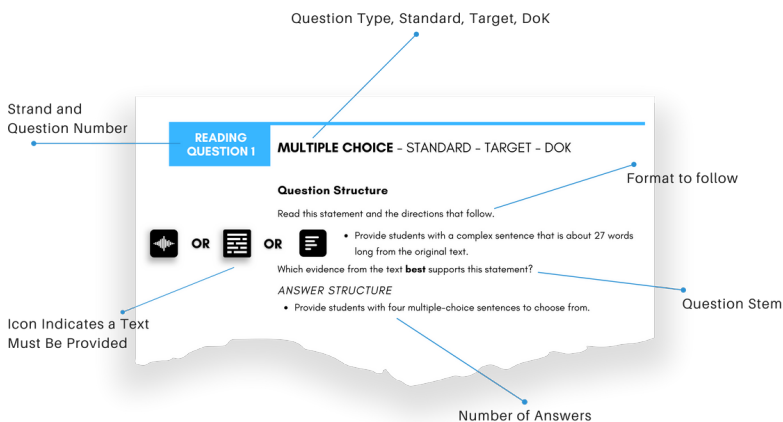 Question Type, Standard, Target, DoK
Strand and
Question Number
READING
QUESTION 1
MULTIPLE CHOICE - STANDARD - TARGET - DOK
Format to follow
Question Structure
Read this statement and the directions that follow.
OR
OR
• Provide students with a complex sentence that is about 27 words
long from the original text.
Which evidence from the text best supports this statement?
Question Stem
ANSWER STRUCTURE
• Provide students with four multiple-choice sentences to choose from.
Icon Indicates a Text
Must Be Provided
Number of Answers